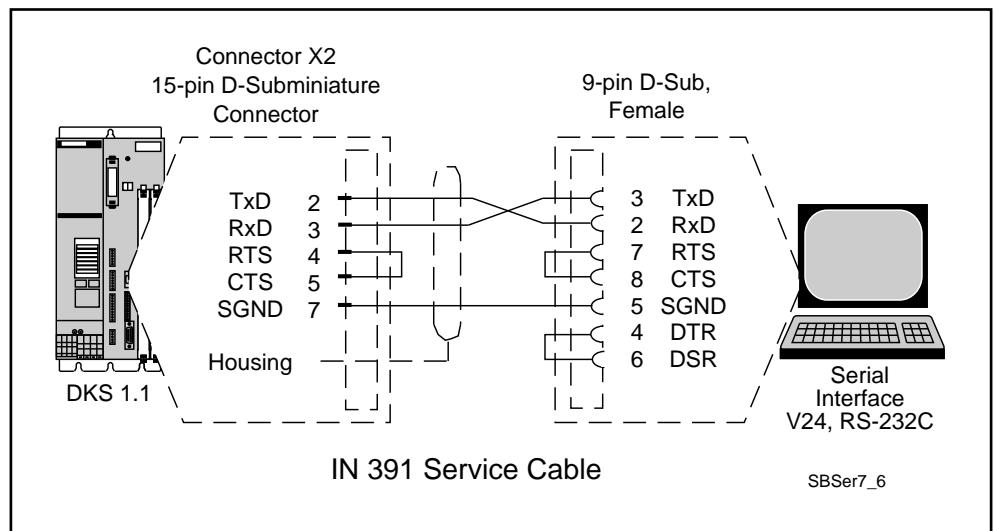 Connector X2
15-pin D-Subminiature
Connector
9-pin D-Sub,
Female
TxD 2
RxD 3
RTS 4
CTS 5
SGND 7
Housing
3 TxD
2 RxD
7 RTS
8 CTS
5 SGND
4 DTR
6 DSR
DKS 1.1
Serial
Interface
V24, RS-232C
IN 391 Service Cable
SBSer7_6